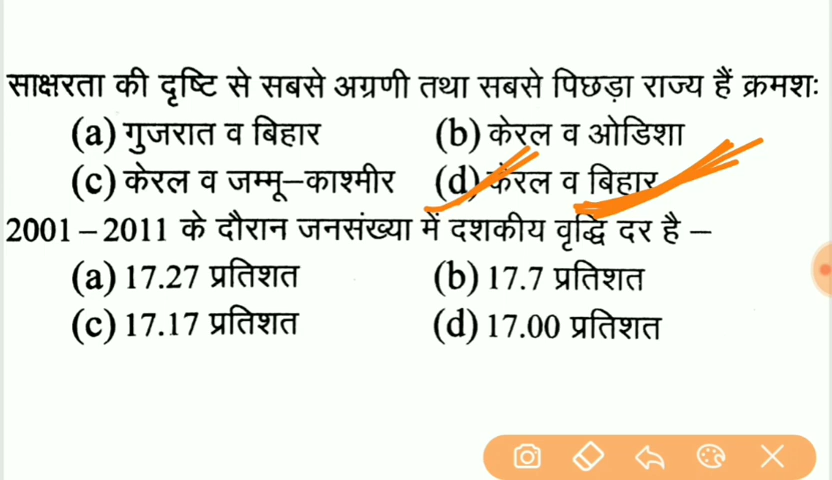 साक्षरता की दृष्टि से सबसे अग्रणी तथा सबसे पिछड़ा राज्य हैं क्रमशः
(a) गुजरात व बिहार (b) केरल व ओडिशा
(c) केरल व जम्मू–काश्मीर (d) केरल व बिहार
2001 – 2011 के दौरान जनसंख्या में दशकीय वृद्धि दर है –
(a) 17.27 प्रतिशत (b) 17.7 प्रतिशत
(c) 17.17 प्रतिशत (d) 17.00 प्रतिशत